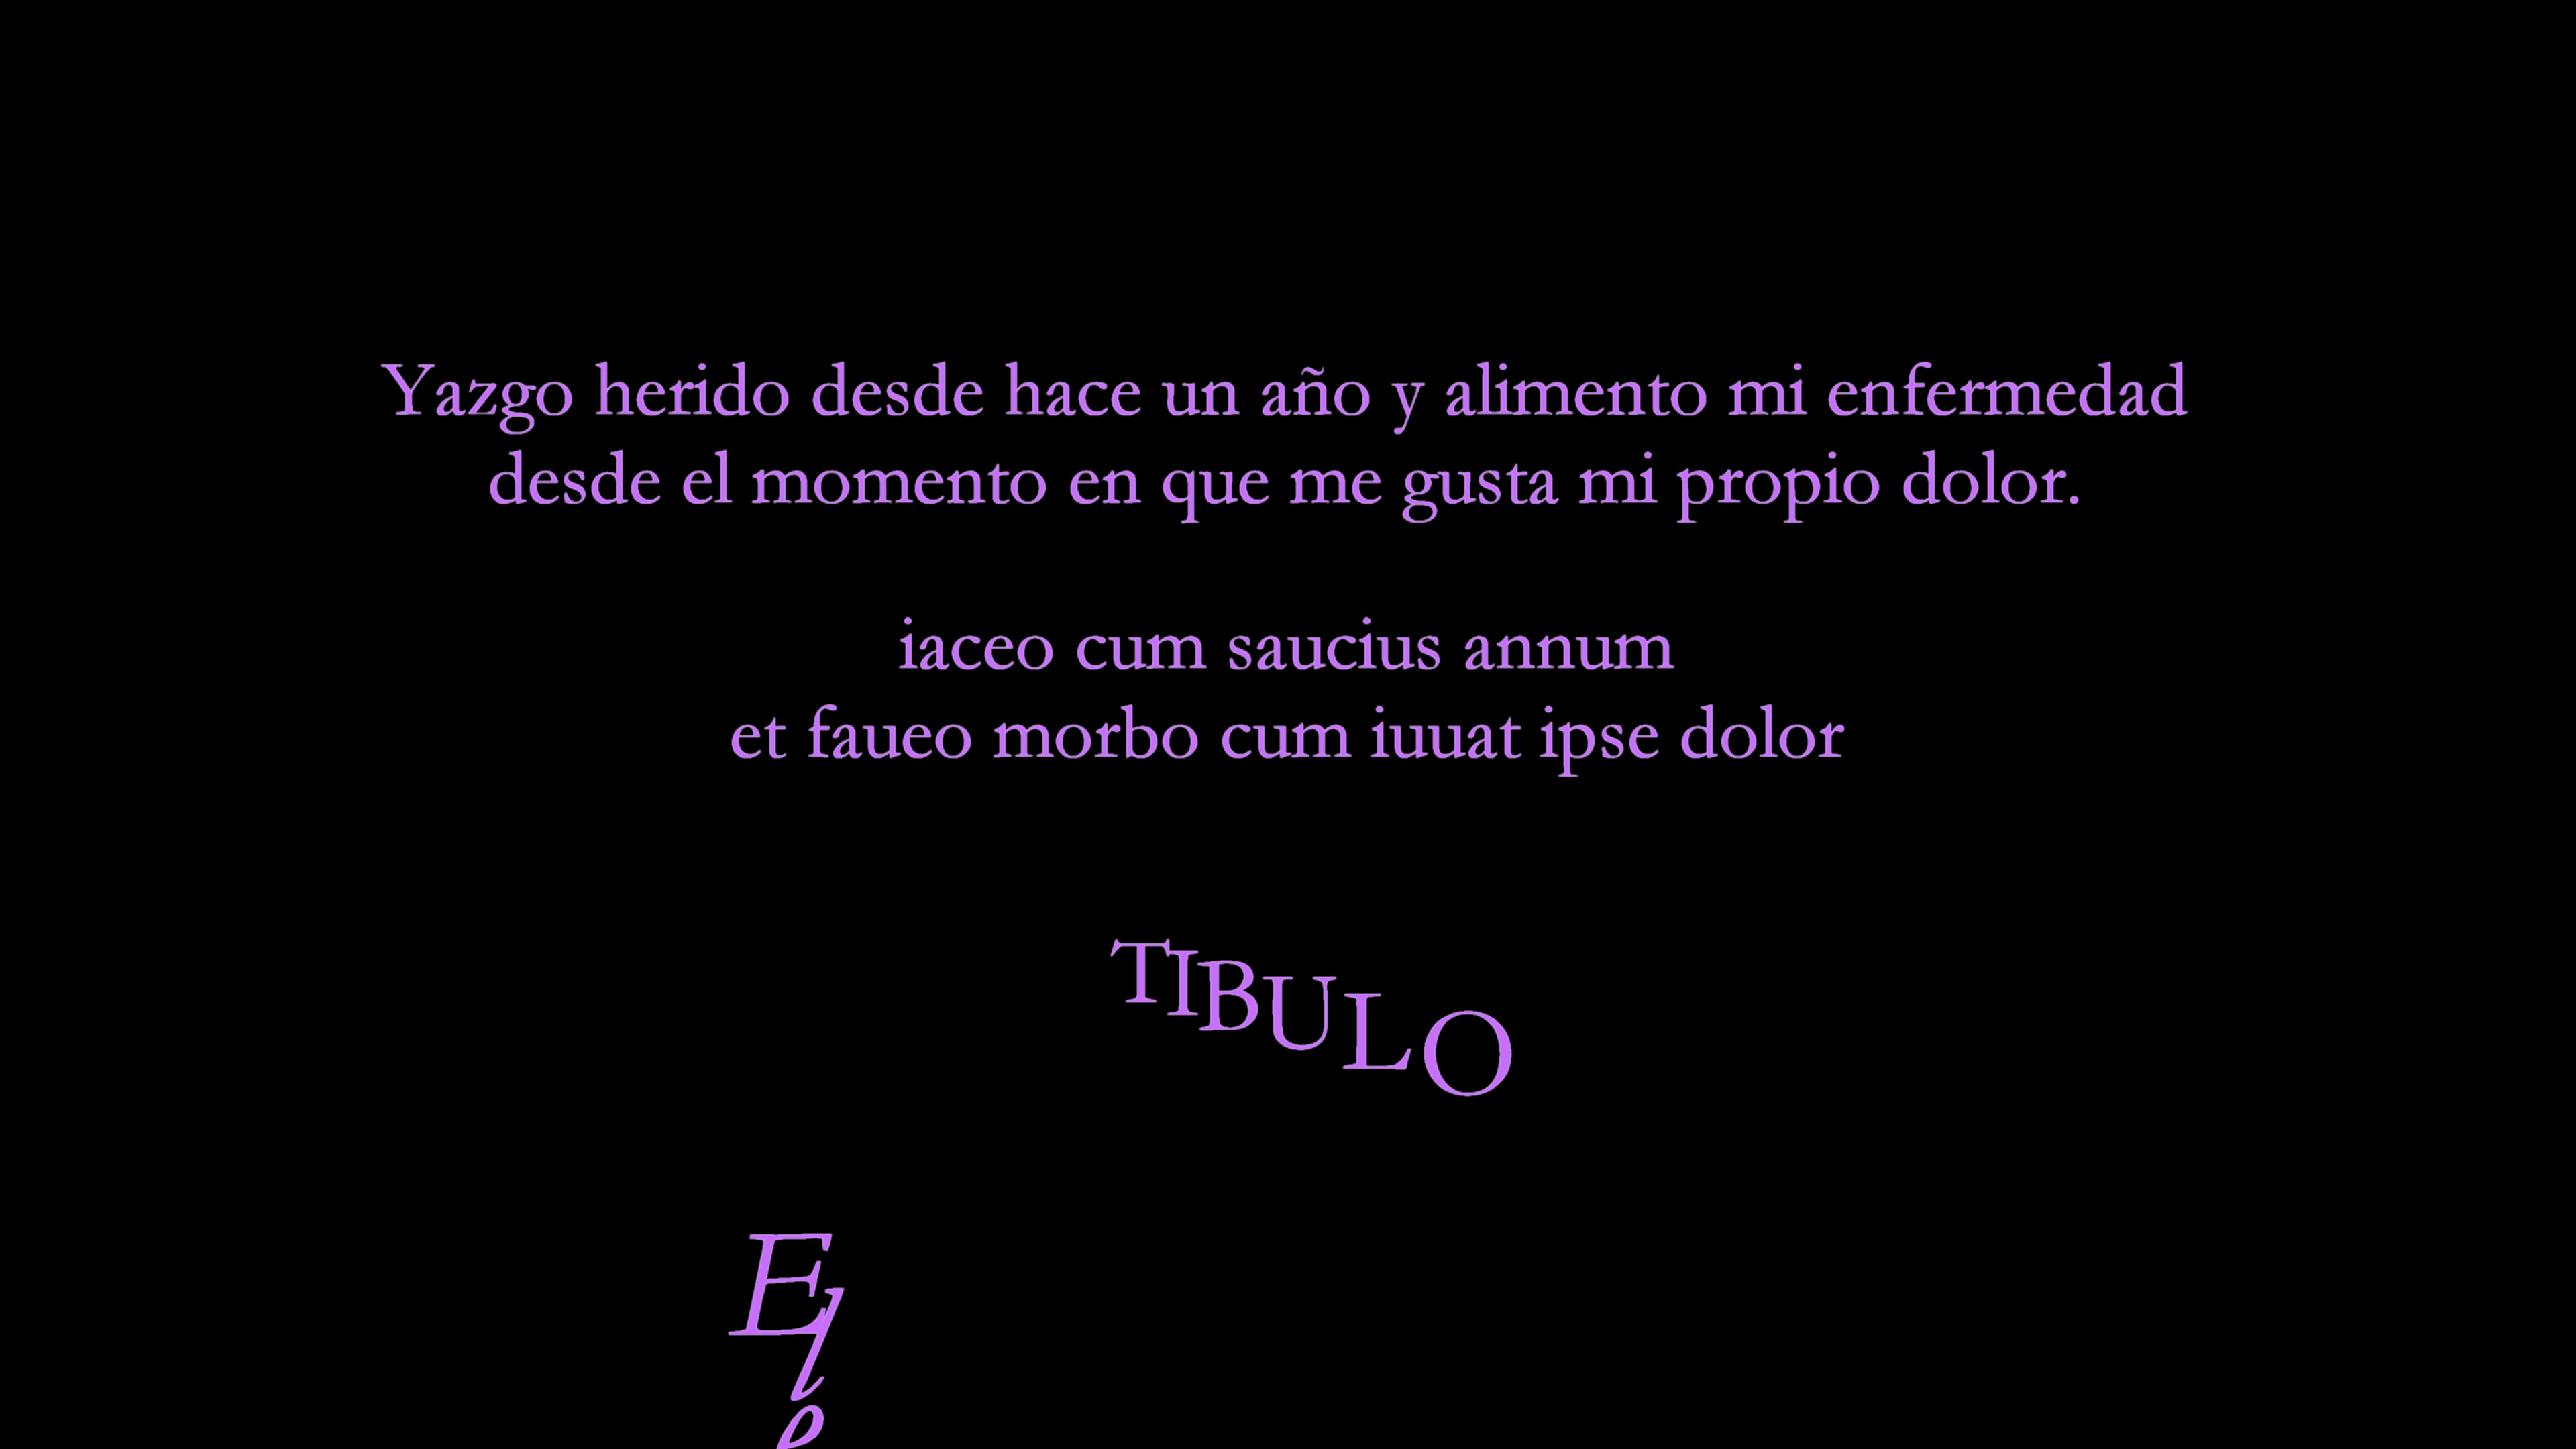 Yazgo herido desde hace un año y alimento mi enfermedad
desde el momento en que me gusta mi propio dolor.
iaceo cum saucius annum
et faueo morbo cum iuuat ipse dolor
TIBULO
Ele